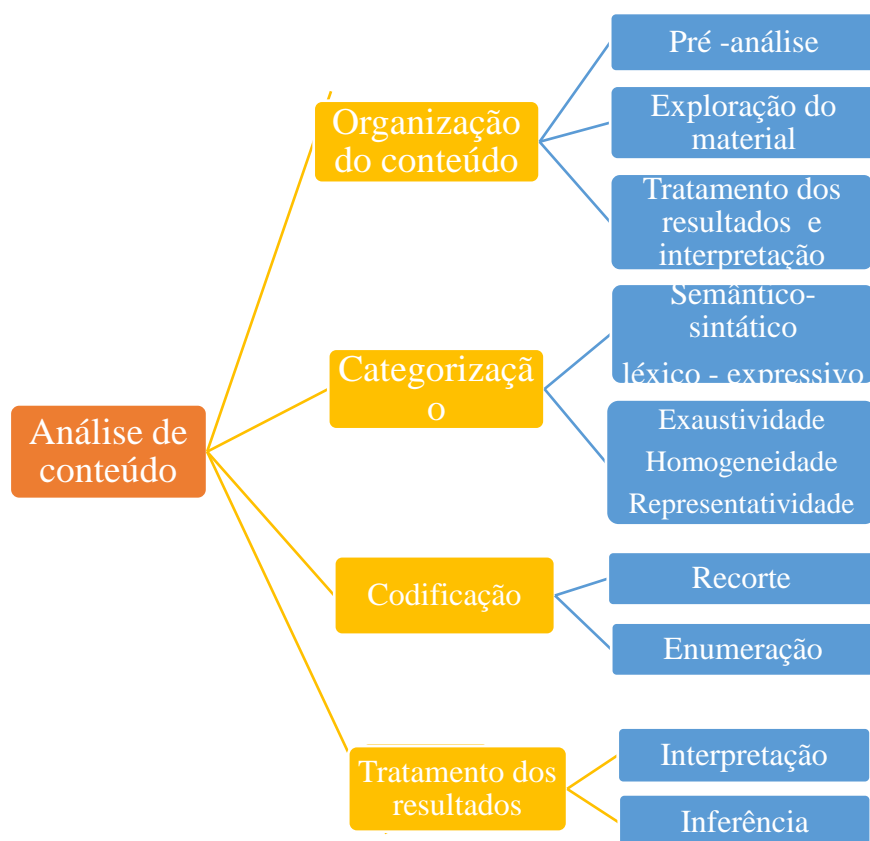 Análise de
conteúdo
Organização
do conteúdo
Pré -análise
Exploração do
material
Tratamento dos
resultados e
interpretação
Categorizaçã
o
Semântico-
sintático
léxico - expressivo
Exaustividade
Homogeneidade
Representatividade
Codificação
Recorte
Enumeração
Tratamento dos
resultados
Interpretação
Inferência